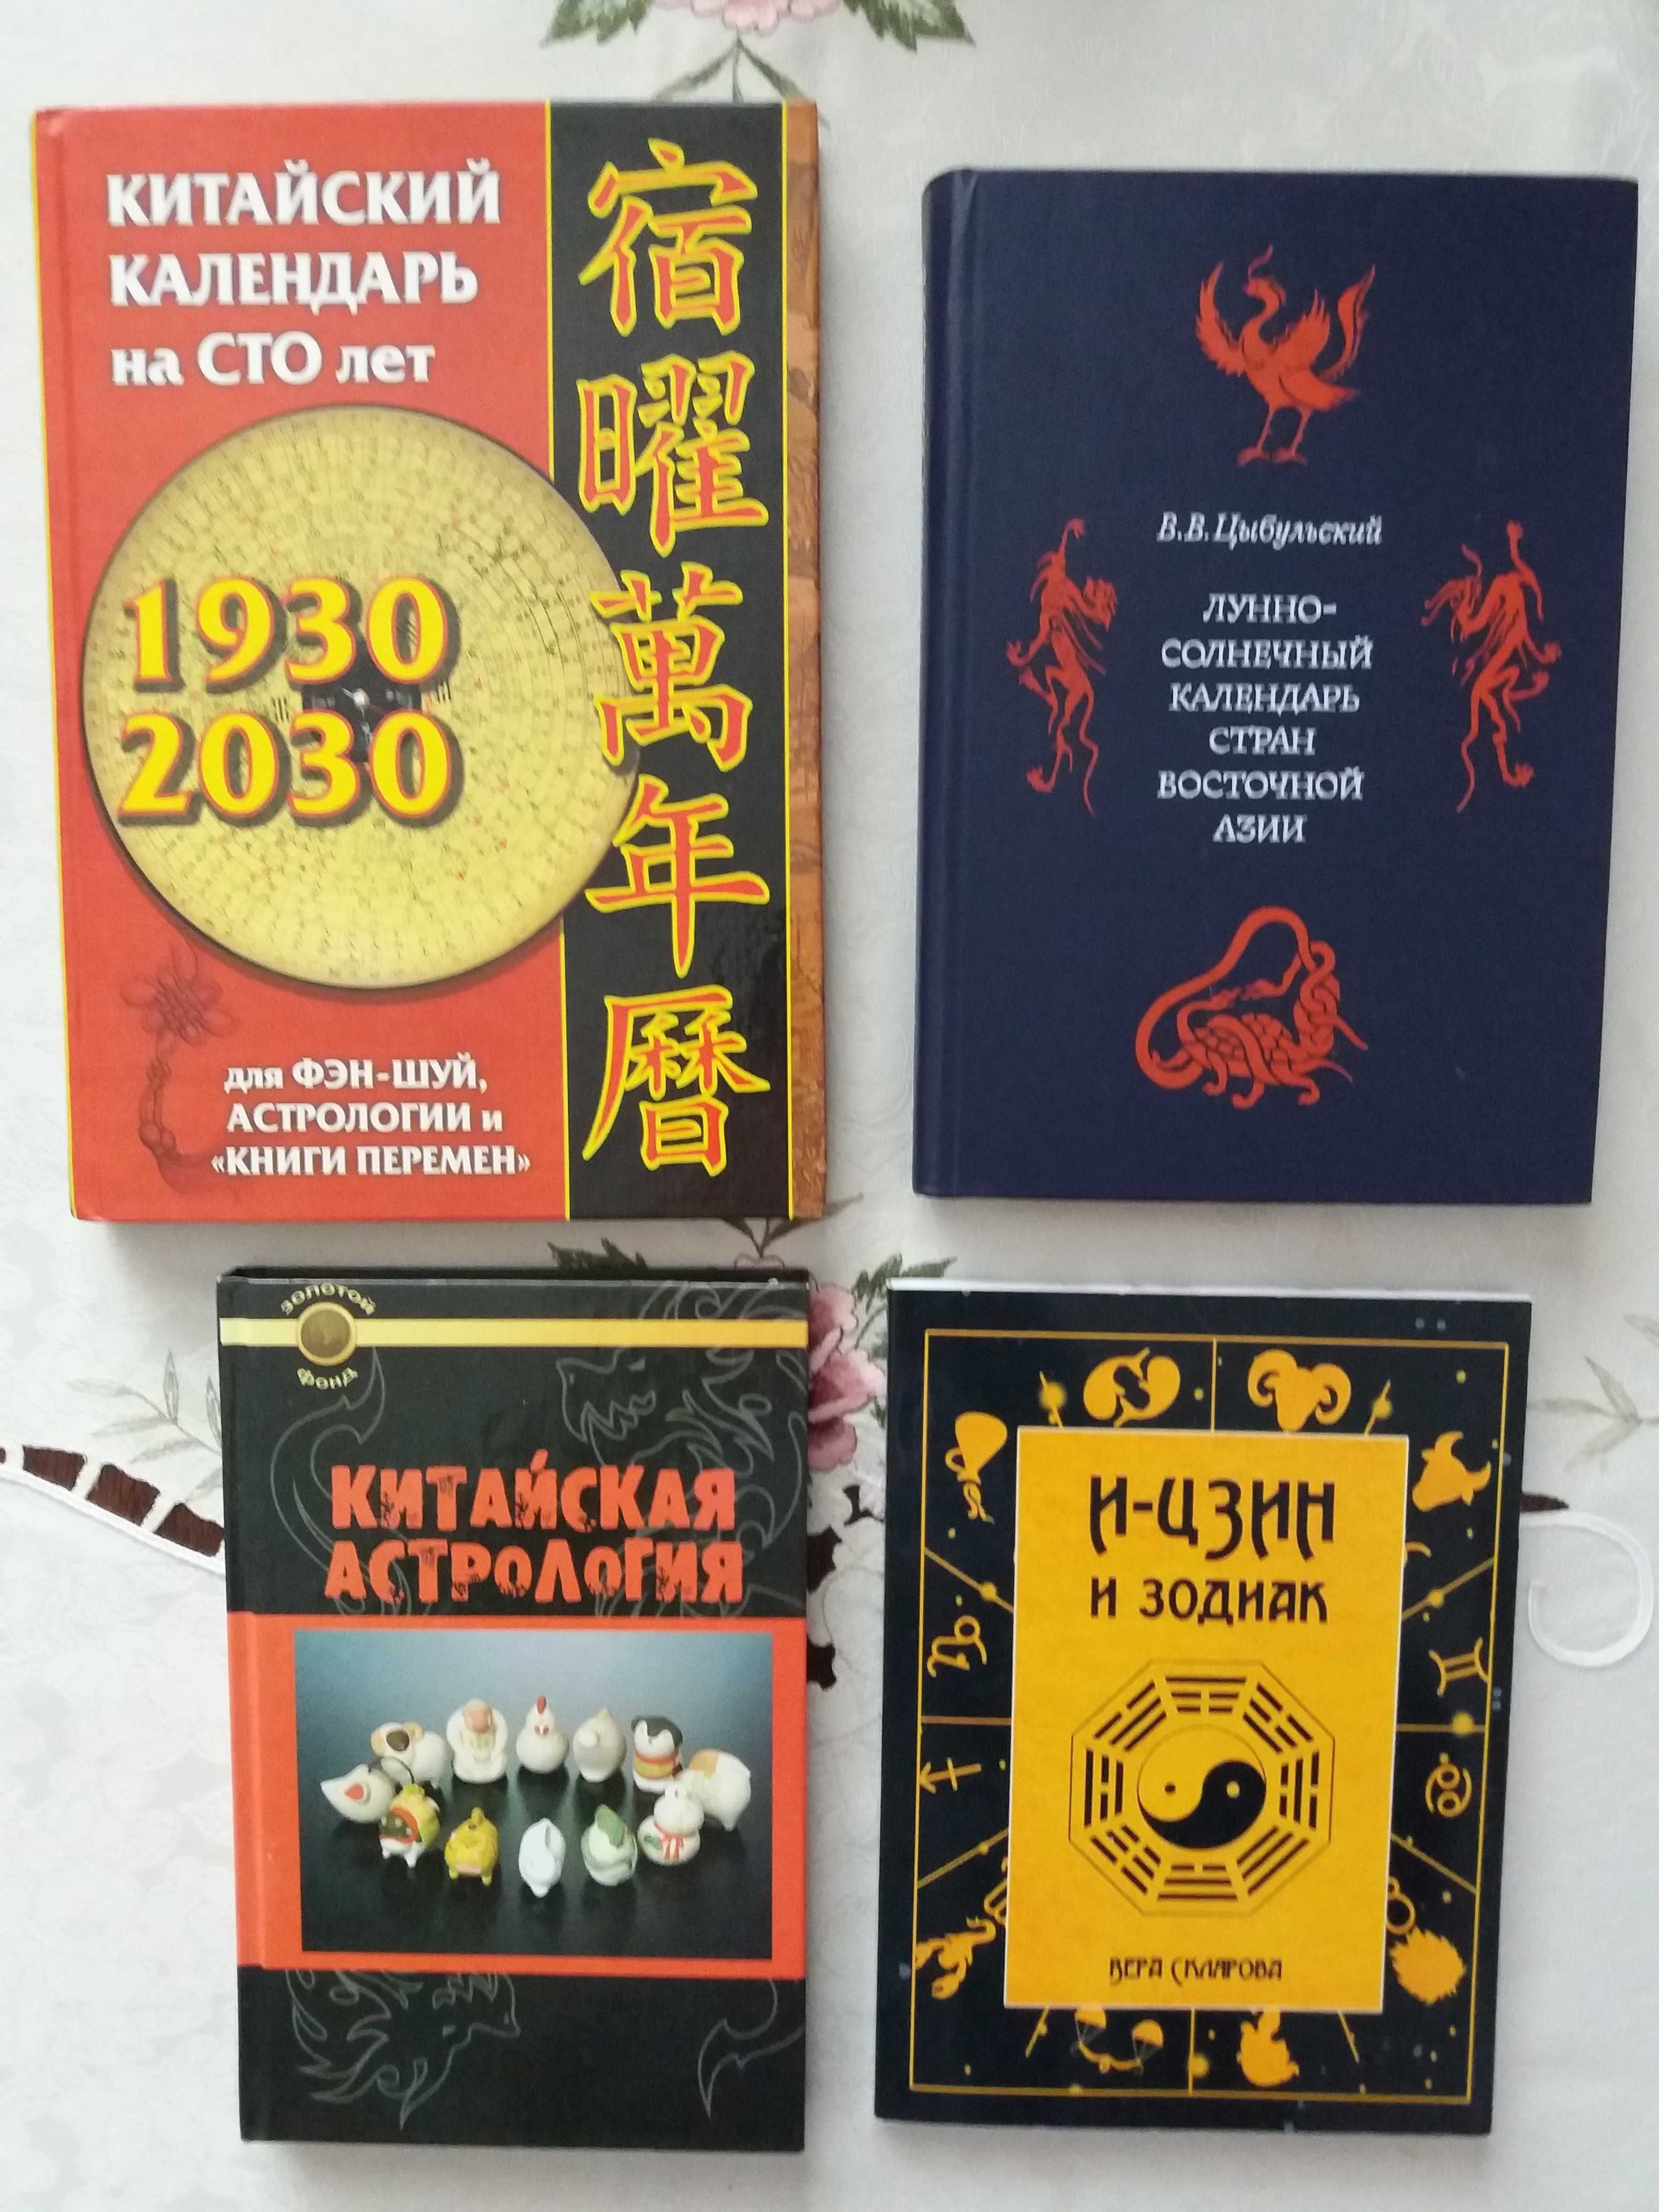 КИТАЙСКИЙ
КАЛЕНДАРЬ
на СТО лет
1930
2030
для ФЭН-ШУЙ,
АСТРОЛОГИИ и
«КНИГИ ПЕРЕМЕН»
宿曜萬年暦
В.В.Цыбульский
ЛУННО-
СОЛНЕЧНЫЙ
КАЛЕНДАРЬ
СТРАН
ВОСТОЧНОЙ
АЗИИ
ЗОЛОТОЙ
ФОНД
КИТАЙСКАЯ
АСТРОЛОГИЯ
И-ЦЗИН
И ЗОДИАК
ВЕРА СКЛЯРОВА